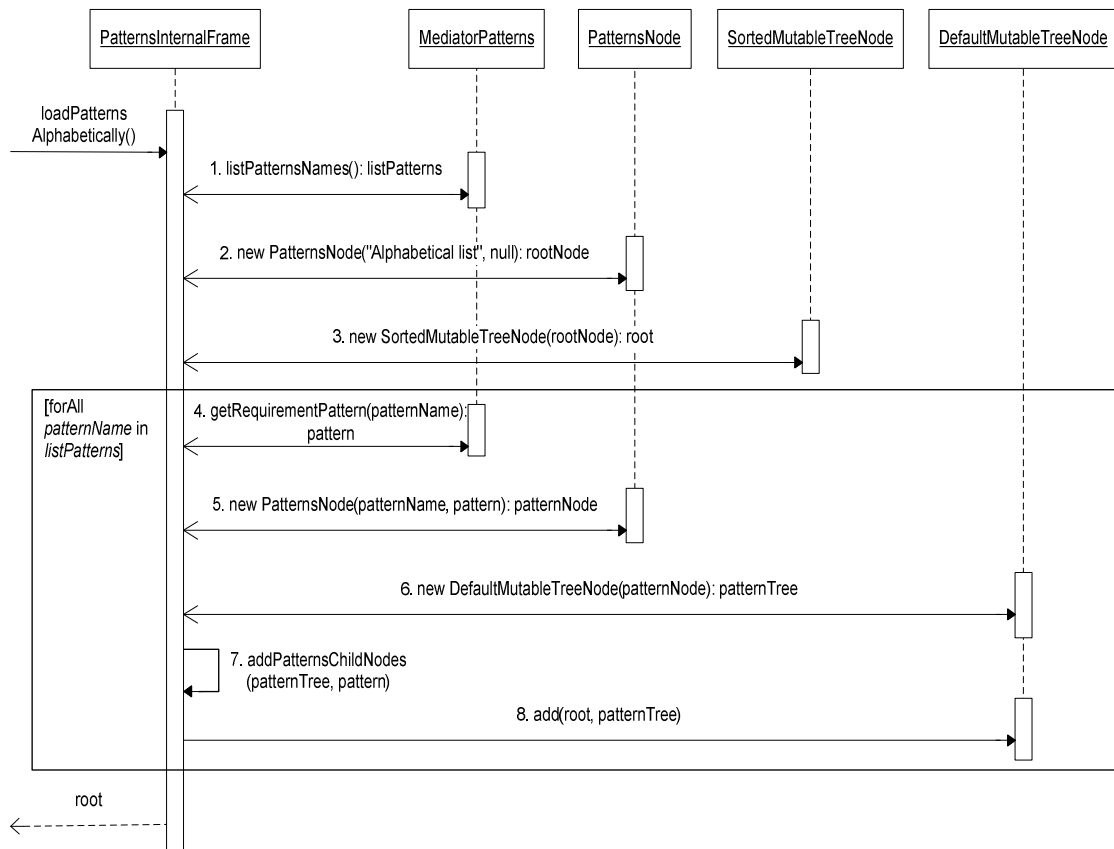 PatternsInternalFrame
MediatorPatterns
PatternsNode
SortedMutableTreeNode
DefaultMutableTreeNode
loadPatterns
Alphabetically()
1. listPatternsNames(): listPatterns
2. new PatternsNode("Alphabetical list", null): rootNode
3. new SortedMutableTreeNode(rootNode): root
[forAll
patternName in
listPatterns]
4. getRequirementPattern(patternName):
pattern
5. new PatternsNode(patternName, pattern): patternNode
6. new DefaultMutableTreeNode(patternNode): patternTree
7. addPatternsChildNodes
(patternTree, pattern)
8. add(root, patternTree)
root